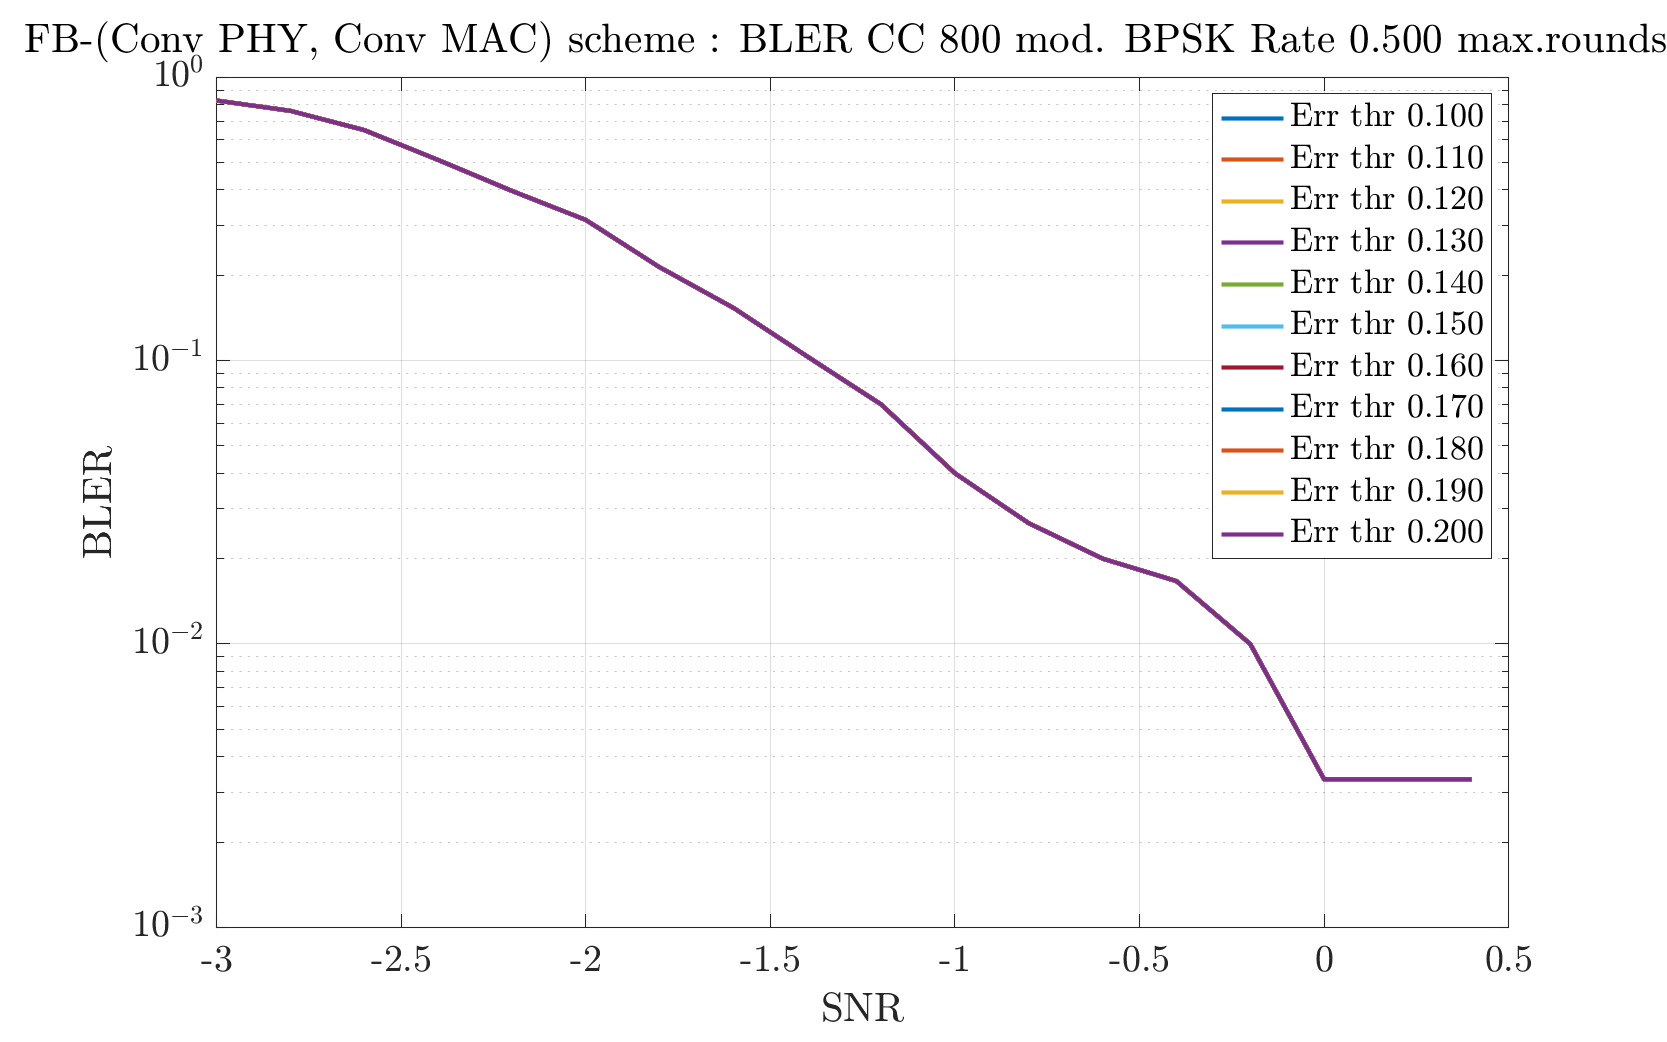 FB-(Conv PHY, Conv MAC) scheme : BLER CC 800 mod. BPSK Rate 0.500 max.rounds
10^0
10^−1
10^−2
10^−3
BLER
Err thr 0.100
Err thr 0.110
Err thr 0.120
Err thr 0.130
Err thr 0.140
Err thr 0.150
Err thr 0.160
Err thr 0.170
Err thr 0.180
Err thr 0.190
Err thr 0.200
-3 -2.5 -2 -1.5 -1 -0.5 0 0.5
SNR